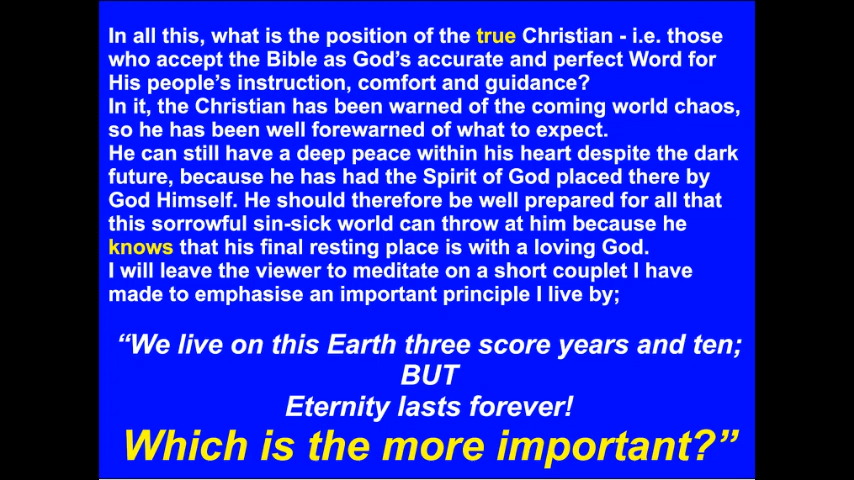 In all this, what is the position of the true Christian - i.e. those
who accept the Bible as God's accurate and perfect Word for
His people's instruction, comfort and guidance?
In it, the Christian has been warned of the coming world chaos,
so he has been well forewarned of what to expect.
He can still have a deep peace within his heart despite the dark
future, because he has had the Spirit of God placed there by
God Himself. He should therefore be well prepared for all that
this sorrowful sin-sick world can throw at him because he
knows that his final resting place is with a loving God.
I will leave the viewer to meditate on a short couplet I have
made to emphasise an important principle I live by;
“We live on this Earth three score years and ten;
BUT
Eternity lasts forever!
Which is the more important?”